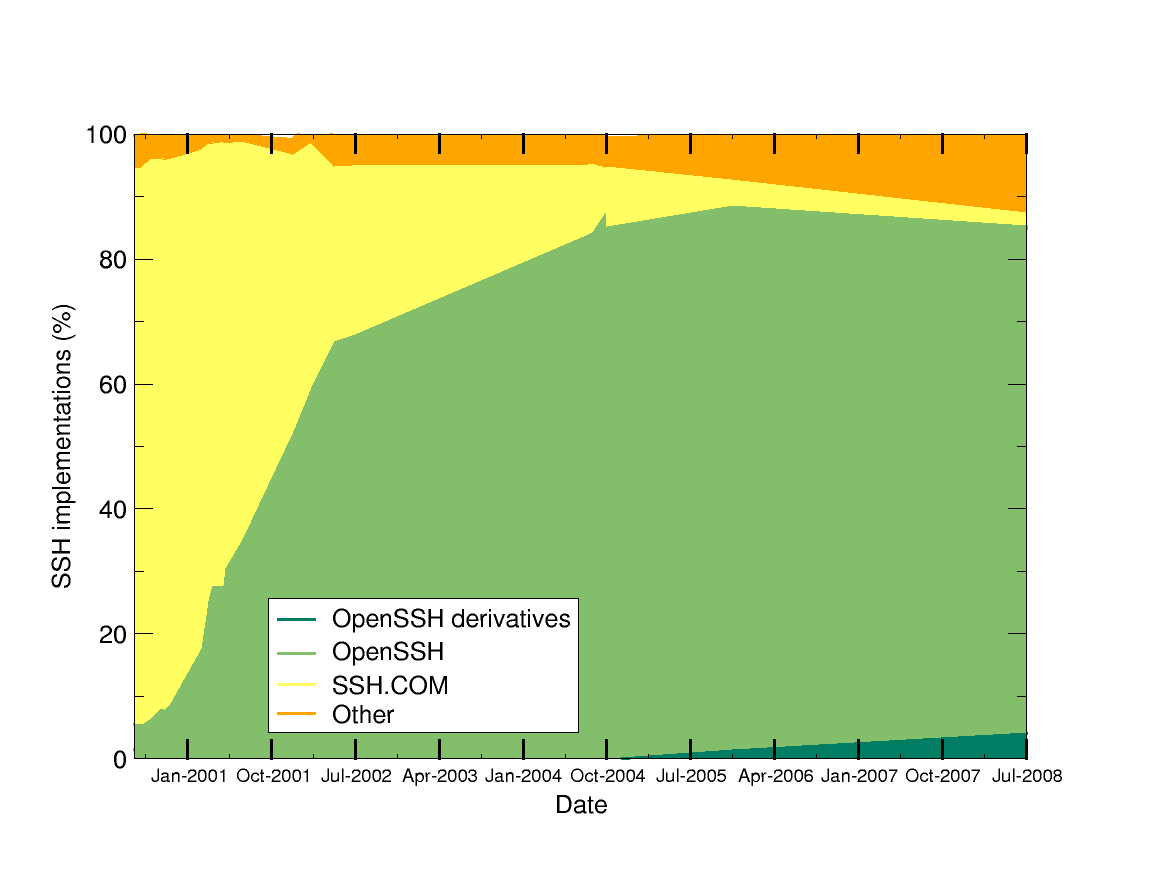 100
80
60
40
20
0
SSH implementations (%)
OpenSSH derivatives
OpenSSH
SSH.COM
Other
Jan-2001 Oct-2001 Jul-2002 Apr-2003 Jan-2004 Oct-2004 Jul-2005 Apr-2006 Jan-2007 Oct-2007 Jul-2008
Date